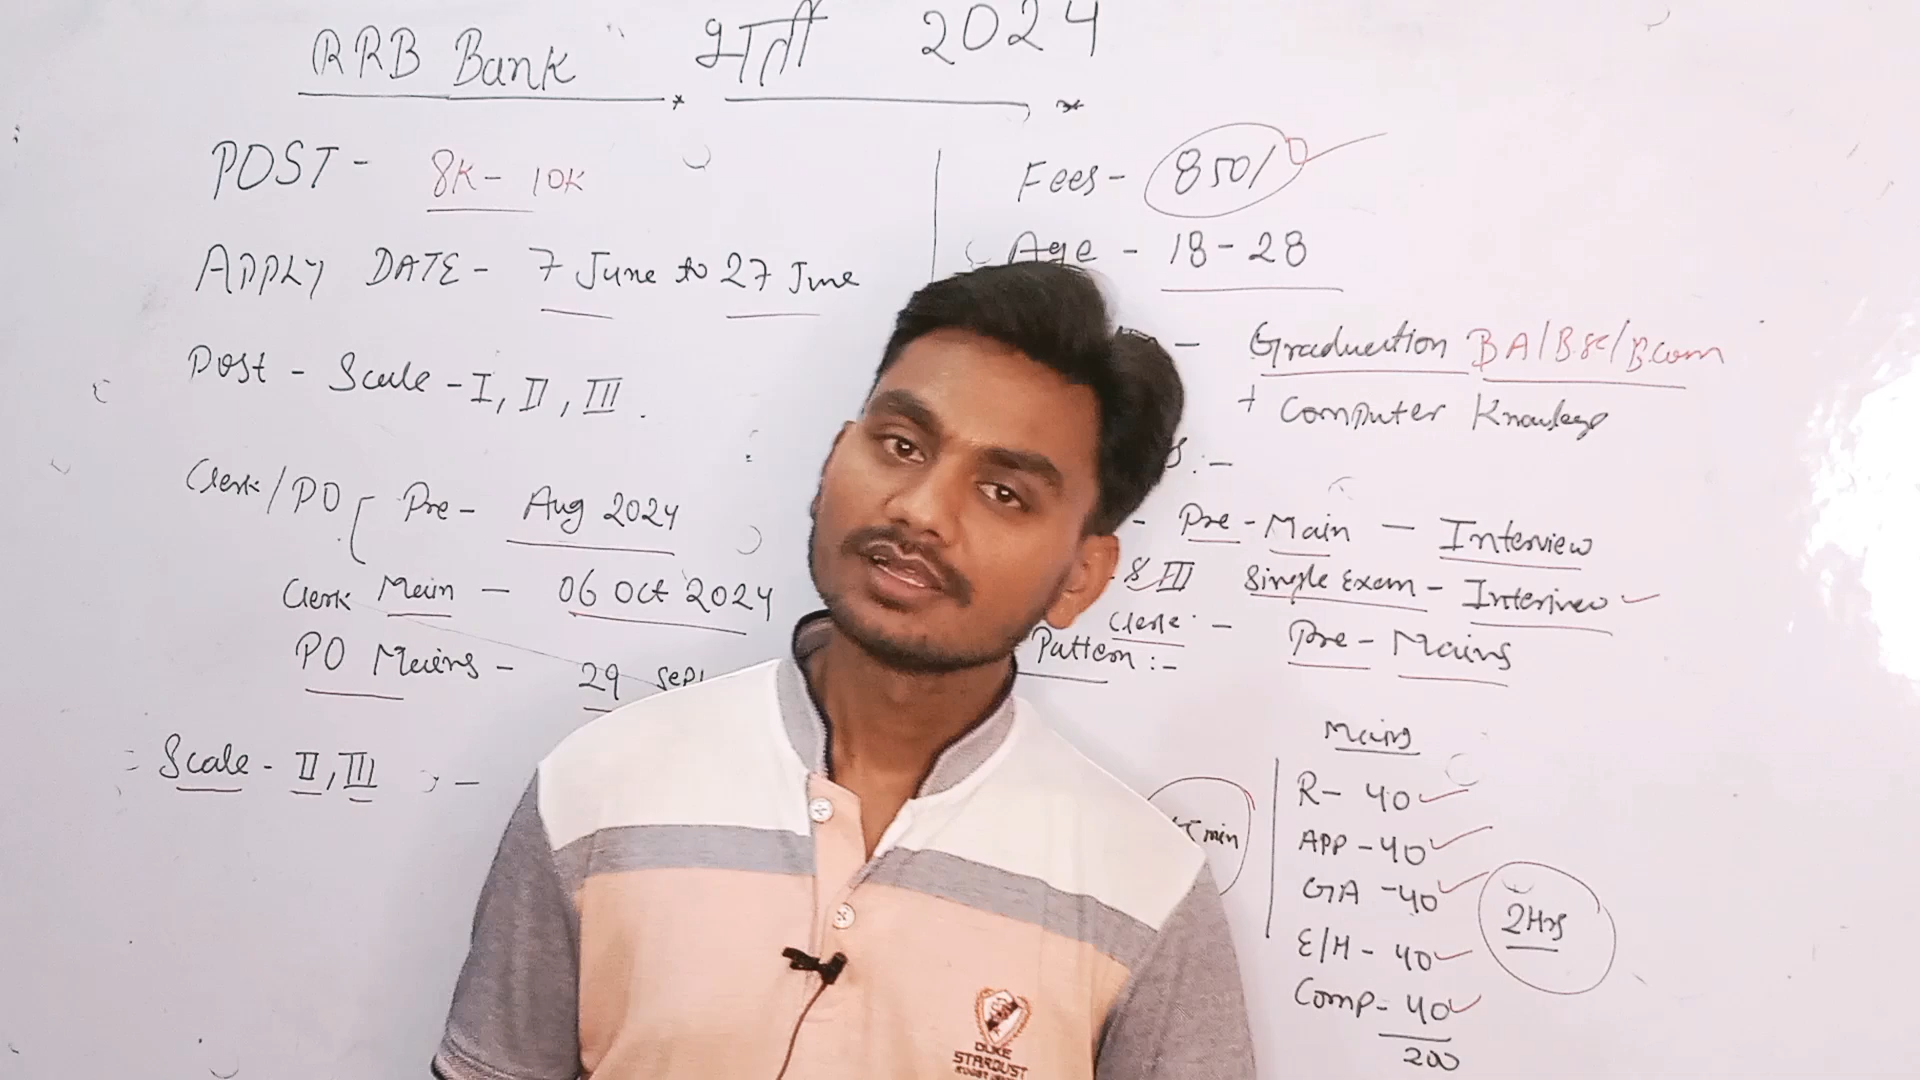 RRB Bank भर्ती 2024
POST - 8K - 10K
APPLY DATE - 7 June to 27 June
Post - Scale - I, II, III.
Clerk/PO Pre - Aug 2024
Clerk Main - 06 Oct 2024
PO Mains - 29 Sept
Scale - II, III : -
Fees - 850/
Age - 18 - 28
- Graduation BA/BSc/Bcom
+ Computer Knowledge
- Pre - Main - Interview
& III Single Exam - Interview
Clerk - Pre - Mains
Pattern :-
min
Mains
R - 40
APP - 40
GA - 40
E/H - 40
Comp - 40
200
2Hrs
DUKE
STARDUST